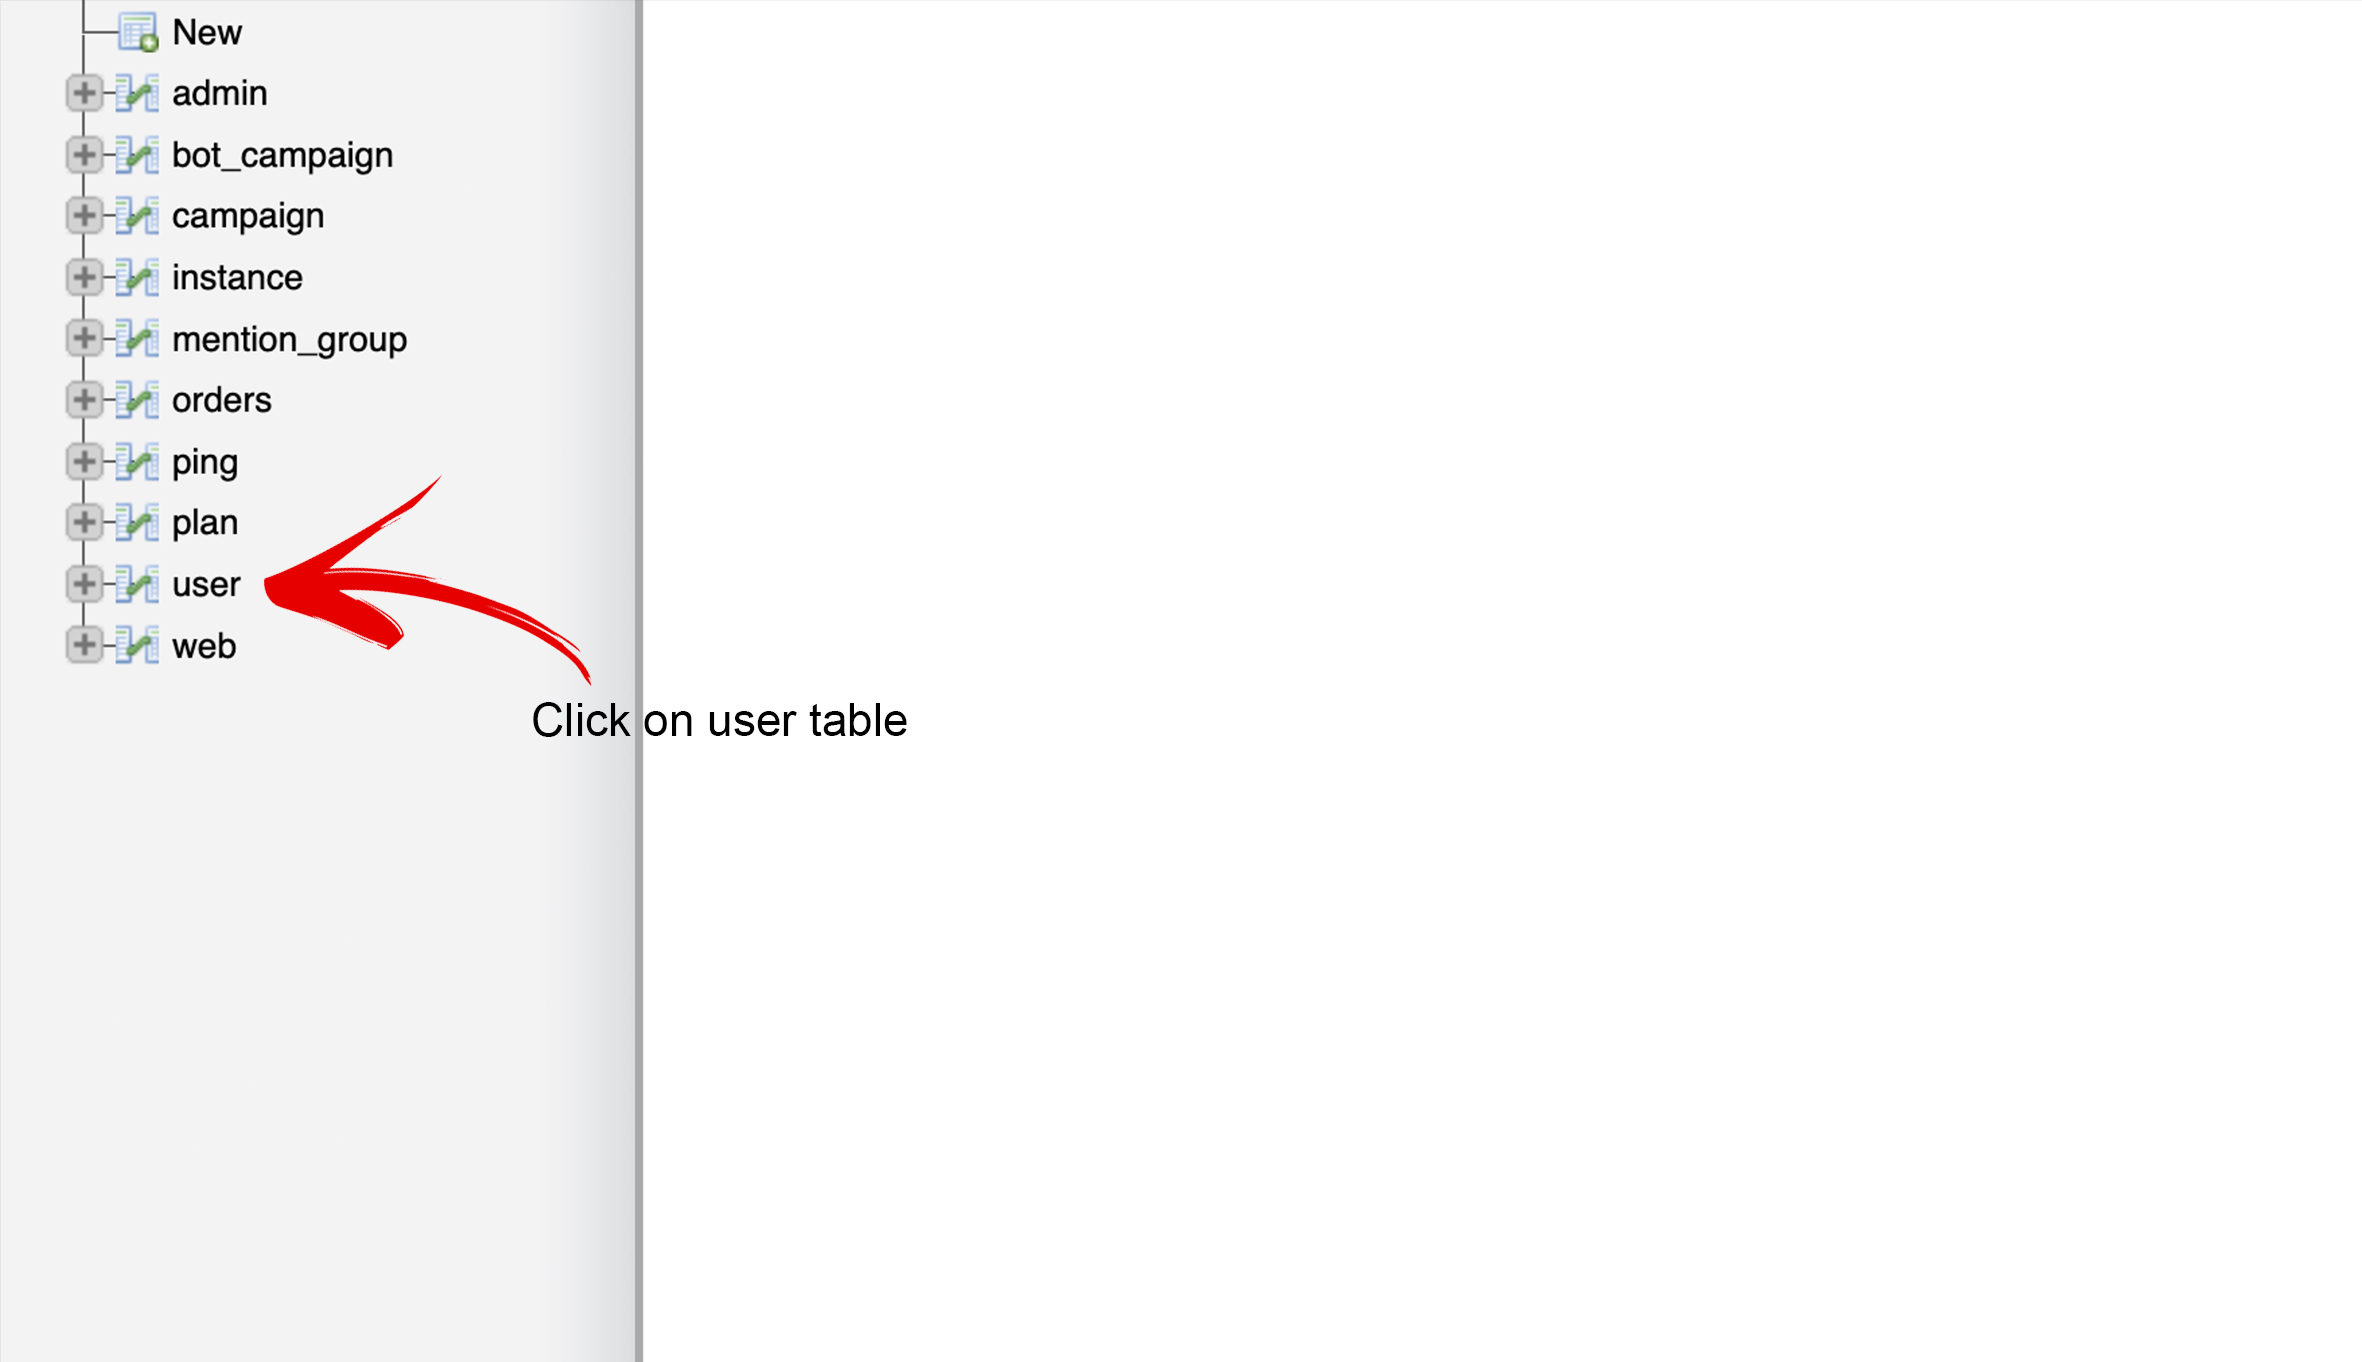 New
admin
bot_campaign
campaign
instance
mention_group
orders
ping
plan
user
web
Click on user table